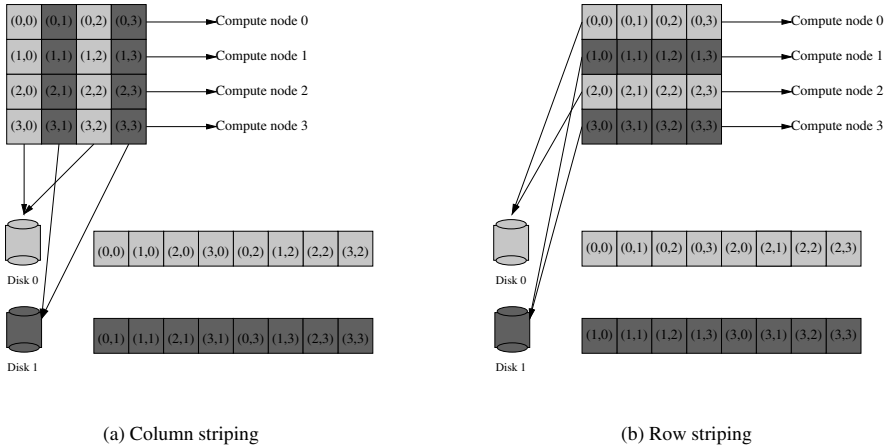 (0,0) (0,1) (0,2) (0,3) Compute node 0
(1,0) (1,1) (1,2) (1,3) Compute node 1
(2,0) (2,1) (2,2) (2,3) Compute node 2
(3,0) (3,1) (3,2) (3,3) Compute node 3
(0,0) (1,0) (2,0) (3,0) (0,2) (1,2) (2,2) (3,2)
Disk 0
(0,1) (1,1) (2,1) (3,1) (0,3) (1,3) (2,3) (3,3)
Disk 1
(a) Column striping
(0,0) (0,1) (0,2) (0,3) Compute node 0
(1,0) (1,1) (1,2) (1,3) Compute node 1
(2,0) (2,1) (2,2) (2,3) Compute node 2
(3,0) (3,1) (3,2) (3,3) Compute node 3
(0,0) (0,1) (0,2) (0,3) (2,0) (2,1) (2,2) (2,3)
Disk 0
(1,0) (1,1) (1,2) (1,3) (3,0) (3,1) (3,2) (3,3)
Disk 1
(b) Row striping